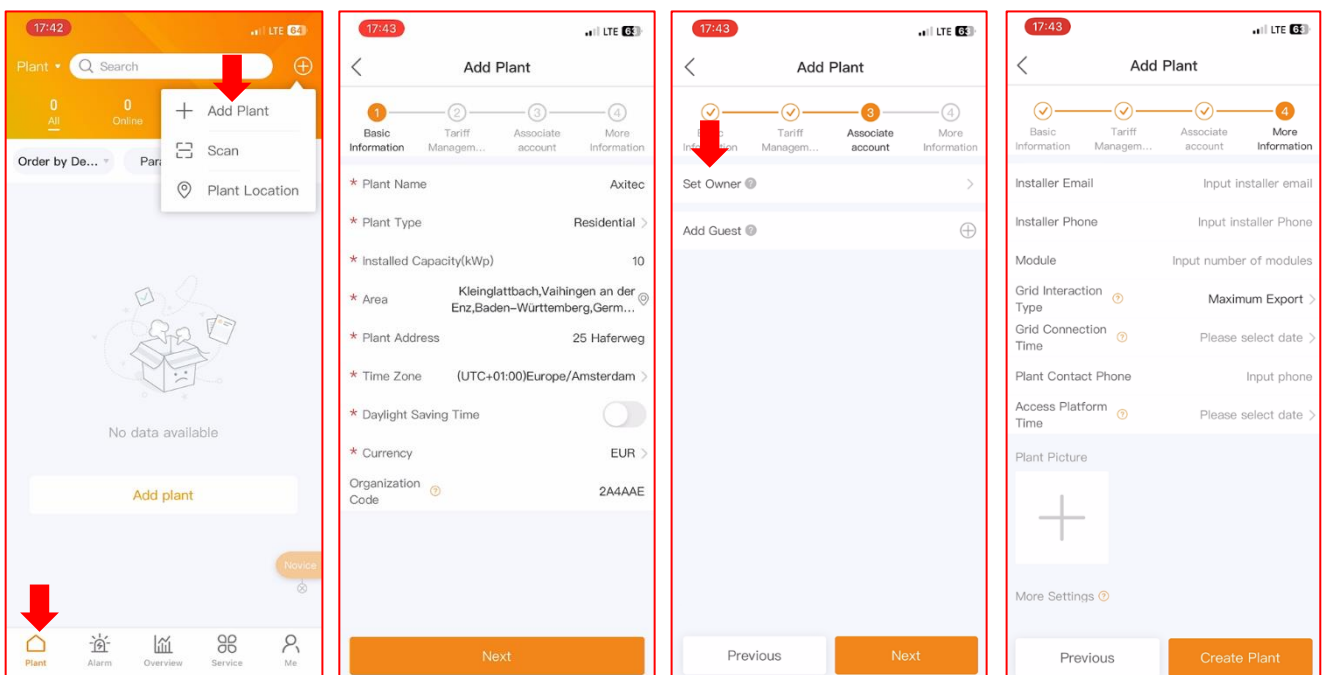 17:42
LTE 64
Plant
Search
0
0
All
Online
Add Plant
Scan
Plant Location
Order by De...
Para
No data available
Add plant
Novice
Plant
Alarm
Overview
Service
Me
17:43
LTE 63
Add Plant
1
2
3
4
Basic Information
Tariff Managem...
Associate account
More Information
* Plant Name
Axitec
* Plant Type
Residential
* Installed Capacity(kWp)
10
* Area
Kleinglattbach,Vaihingen an der
Enz,Baden-Württemberg,Germ...
* Plant Address
25 Haferweg
* Time Zone
(UTC+01:00)Europe/Amsterdam
* Daylight Saving Time
* Currency
EUR
Organization
Code
2A4AAE
Next
17:43
LTE 63
Add Plant
3
4
Tariff Managem...
Associate account
More Information
Set Owner
Add Guest
Previous
Next
17:43
LTE 63
Add Plant
4
Basic Information
Tariff Managem...
Associate account
More Information
Installer Email
Input installer email
Installer Phone
Input installer Phone
Module
Input number of modules
Grid Interaction
Type
Maximum Export
Grid Connection
Time
Please select date
Plant Contact Phone
Input phone
Access Platform
Time
Please select date
Plant Picture
More Settings
Previous
Create Plant